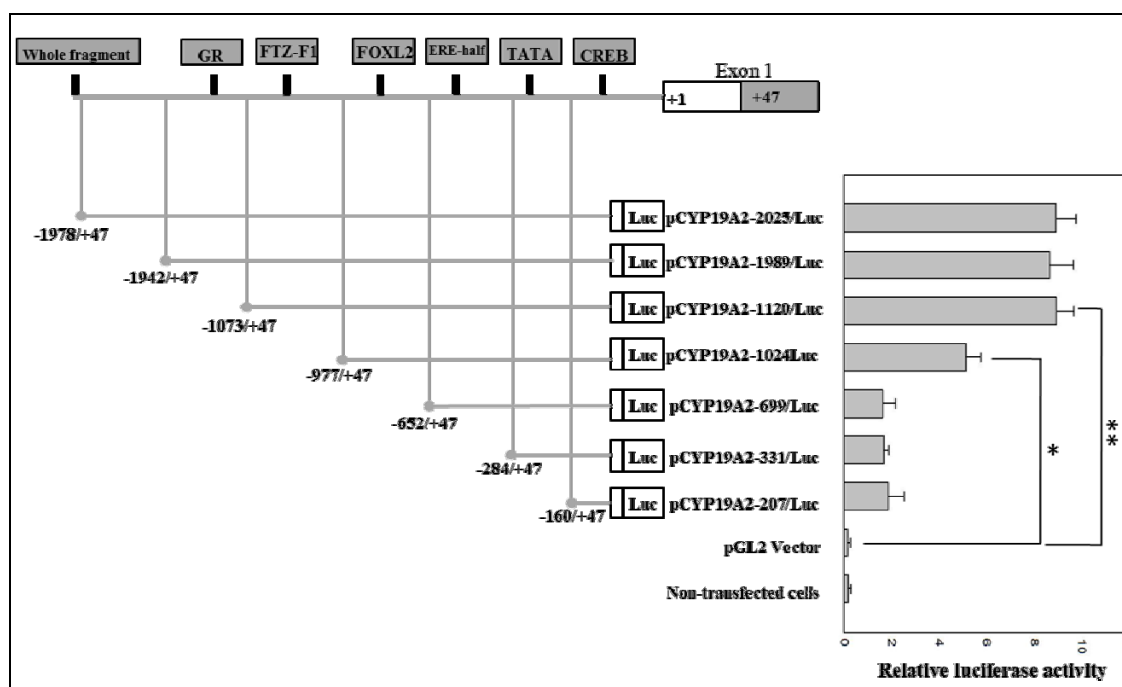 Whole fragment
GR
FTZ-F1
FOXL2
ERE-half
TATA
CREB
Exon 1
+1
+47
-1978/+47
Luc
pCYP19A2-2025/Luc
-1942/+47
Luc
pCYP19A2-1989/Luc
-1073/+47
Luc
pCYP19A2-1120/Luc
-977/+47
Luc
pCYP19A2-1024Luc
-652/+47
Luc
pCYP19A2-699/Luc
-284/+47
Luc
pCYP19A2-331/Luc
-160/+47
Luc
pCYP19A2-207/Luc
pGL2 Vector
Non-transfected cells
*
**
0 2 4 6 8 10
Relative luciferase activity